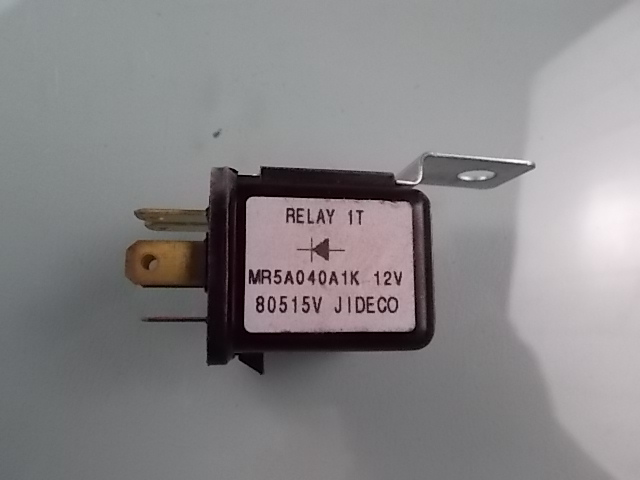 RELAY 1T
MR5A040A1K 12V
80515V JIDECO